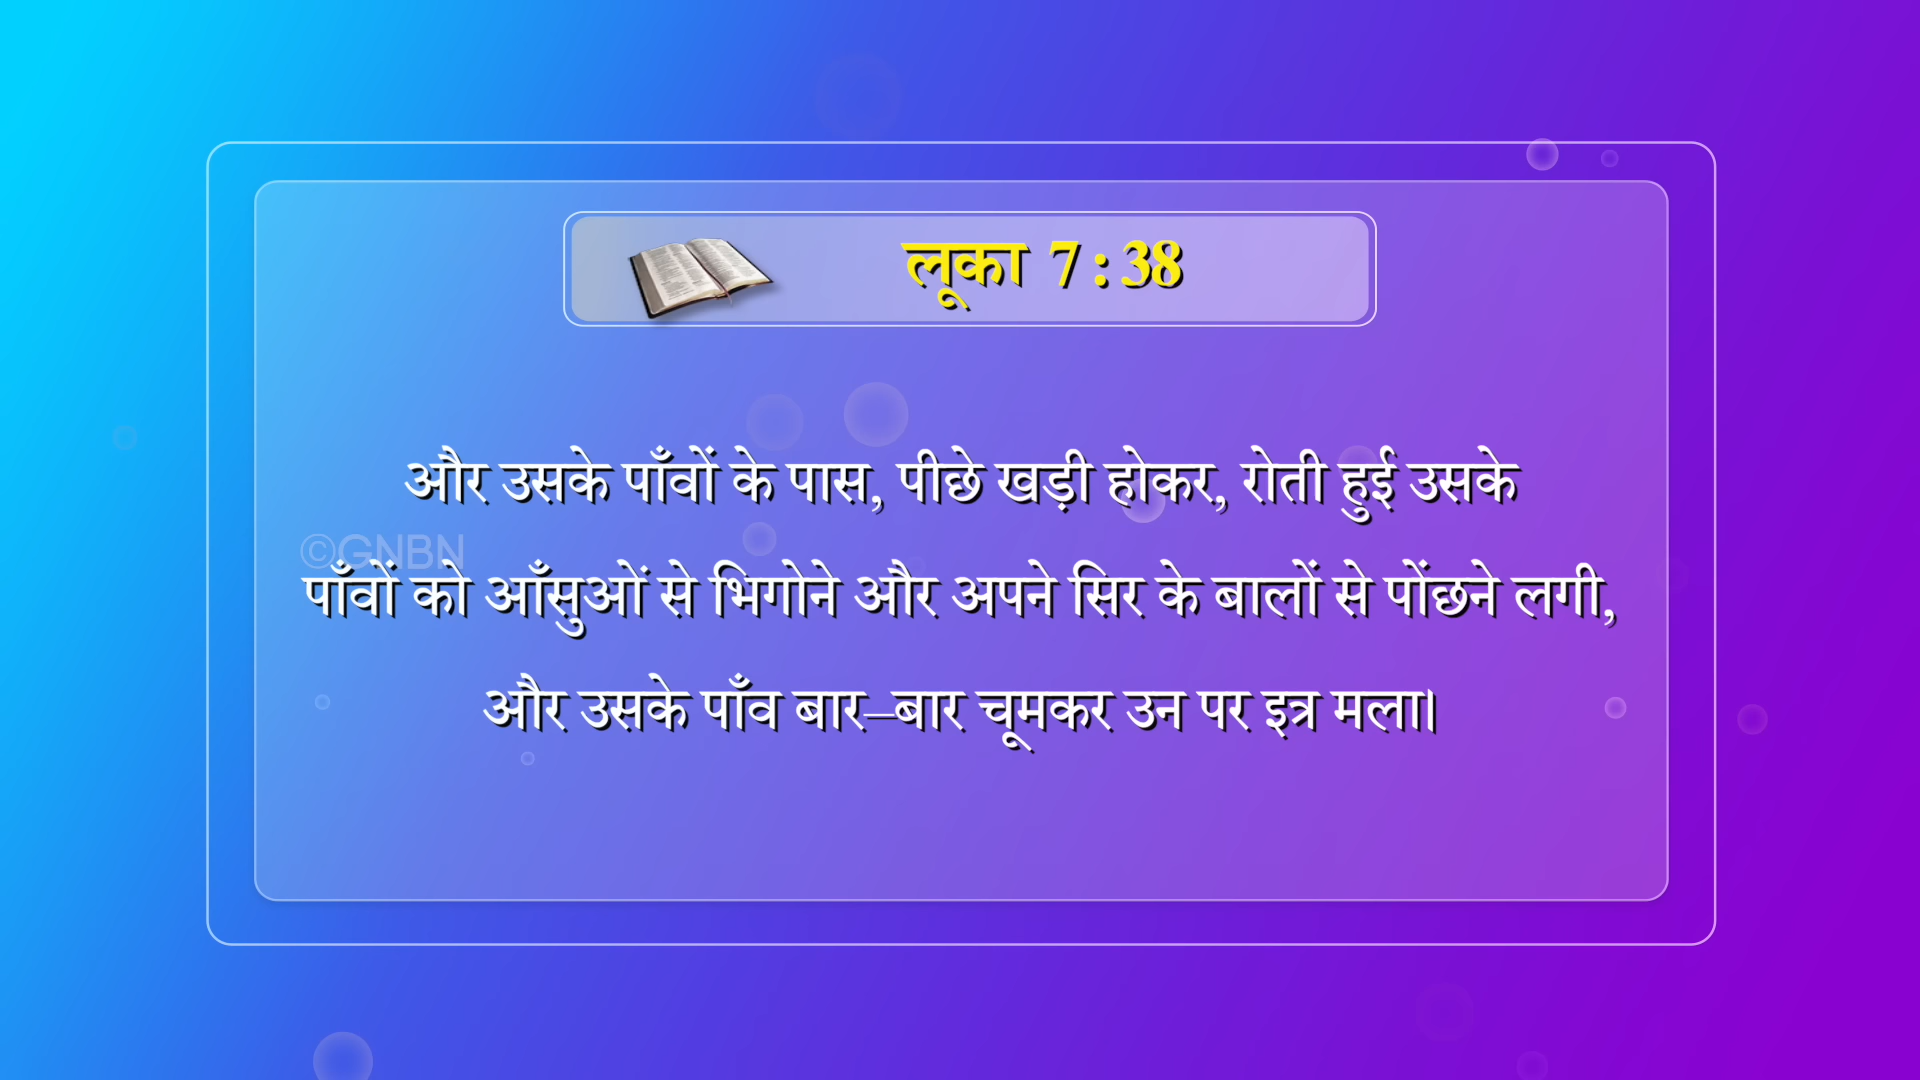 लूका 7 : 38
और उसके पाँवों के पास, पीछे खड़ी होकर, रोती हुई उसके
©GNBN
पाँवों को आँसुओं से भिगोने और अपने सिर के बालों से पोंछने लगी,
और उसके पाँव बार–बार चूमकर उन पर इत्र मला।